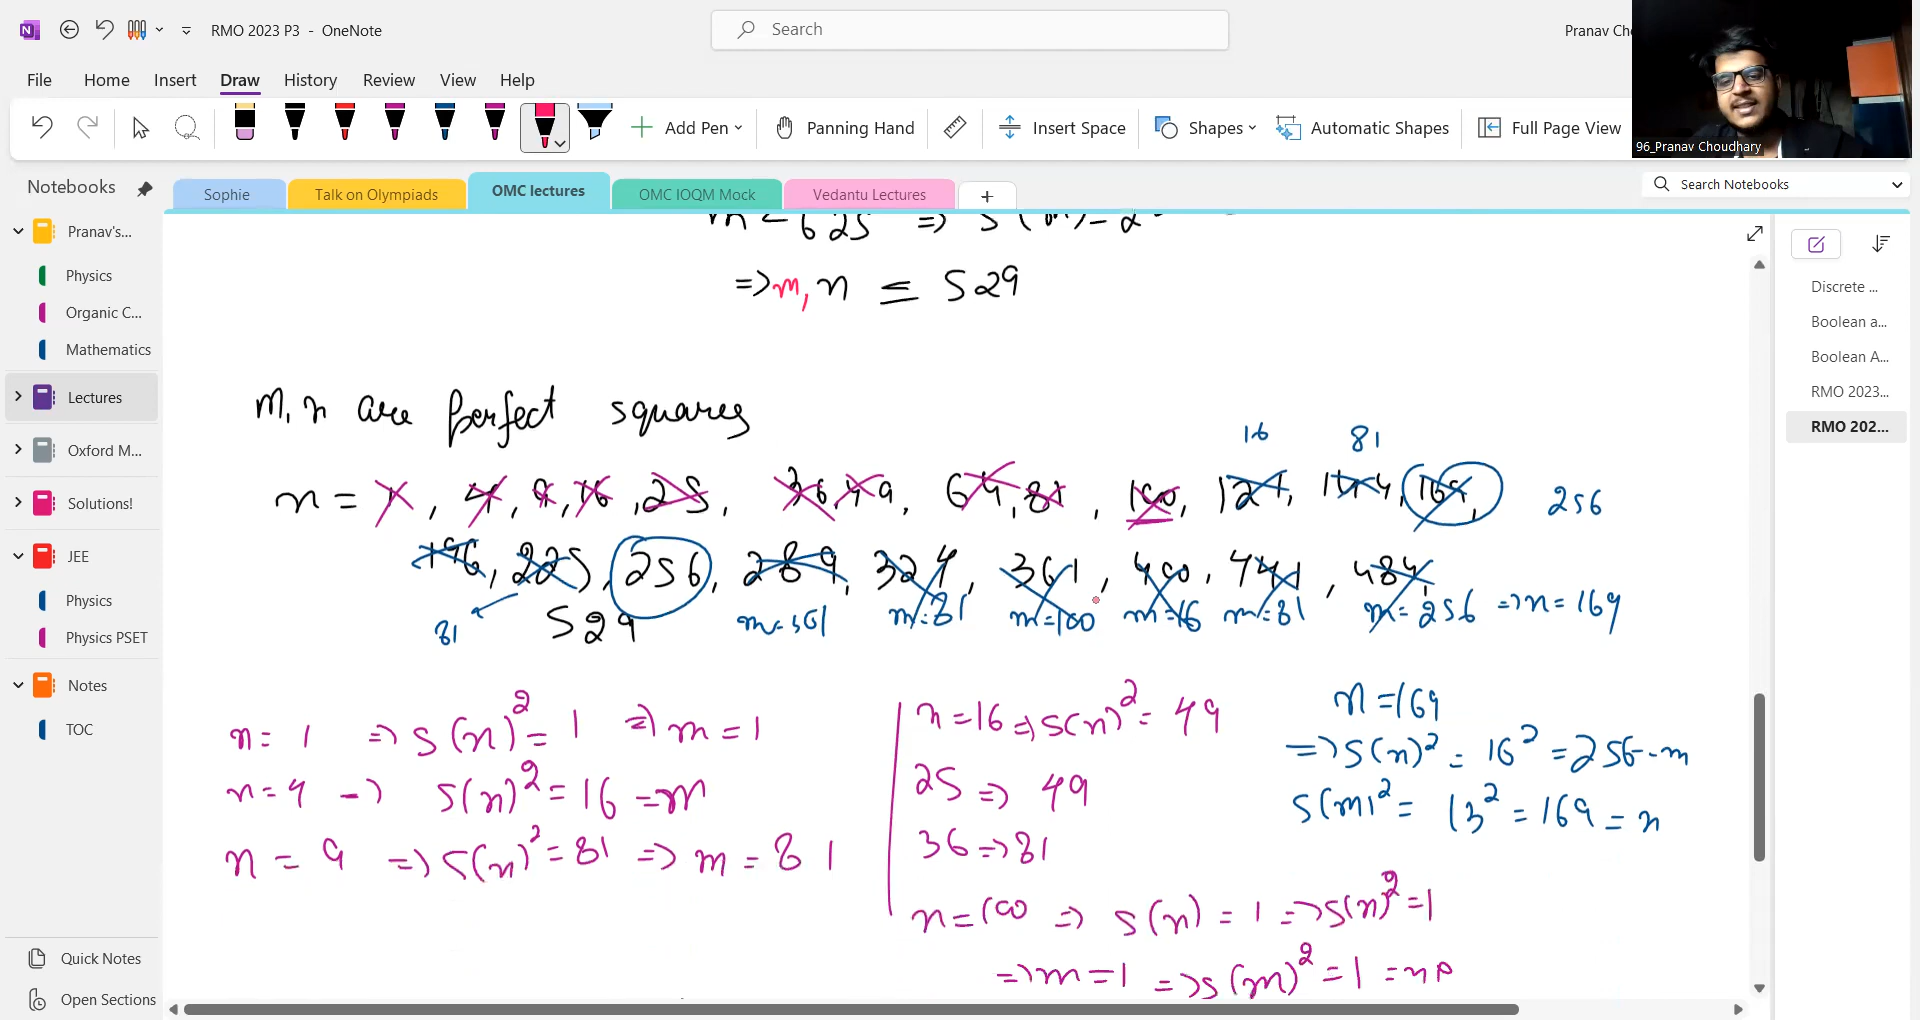 RMO 2023 P3 - OneNote
Search
Pranav Ch
File Home Insert Draw History Review View Help
Add Pen Panning Hand Insert Space Shapes Automatic Shapes Full Page View
96_Pranav Choudhary
Notebooks
Sophie Talk on Olympiads OMC lectures OMC IOQM Mock Vedantu Lectures +
Search Notebooks
Pranav's...
Physics
Organic C...
Mathematics
Lectures
Oxford M...
Solutions!
JEE
Physics
Physics PSET
Notes
TOC
Quick Notes
Open Sections
Discrete ...
Boolean a...
Boolean A...
RMO 2023...
RMO 202...
=> m, n ≤ 529
m, n are perfect squares
16 81
n = 1, 4, 9, 16, 25, 36, 49, 64, 81, 100, 121, 144, 169, 256
196, 225, 256, 289, 324, 361, 400, 441, 484,
81 529 m=361 m=81 m=100 m=16 m=81 m=256 => n=169
n = 1 => s(n)² = 1 => m = 1
n = 4 -> s(n)² = 16 = m
n = 9 => s(n)² = 81 => m = 81
n = 16 => s(n)² = 49
25 => 49
36 => 81
n = 100 => s(n) = 1 => s(n)² = 1
=> m = 1 => s(m)² = 1
n = 169
=> s(n)² = 16² = 256 = m
s(m)² = 13² = 169 = n